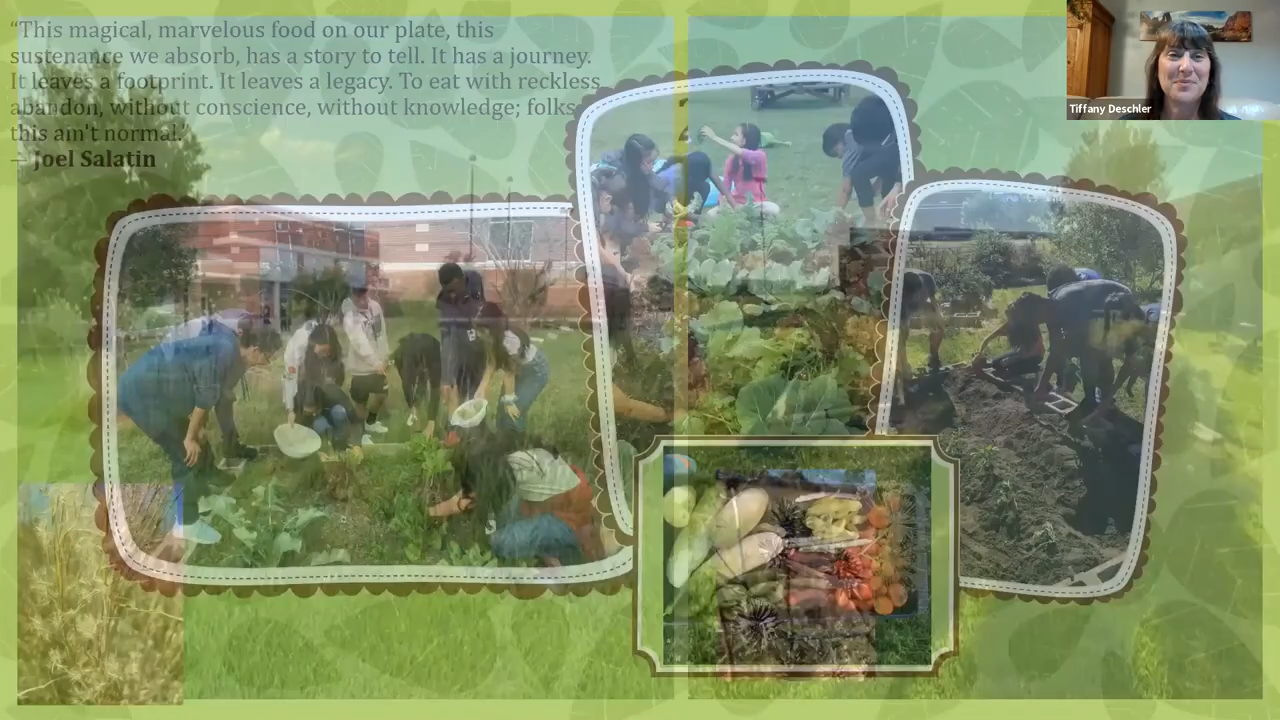 “This magical, marvelous food on our plate, this
sustenance we absorb, has a story to tell. It has a journey.
It leaves a footprint. It leaves a legacy. To eat with reckless
abandon, without conscience, without knowledge; folks
this ain't normal.”
— Joel Salatin
Tiffany Deschler